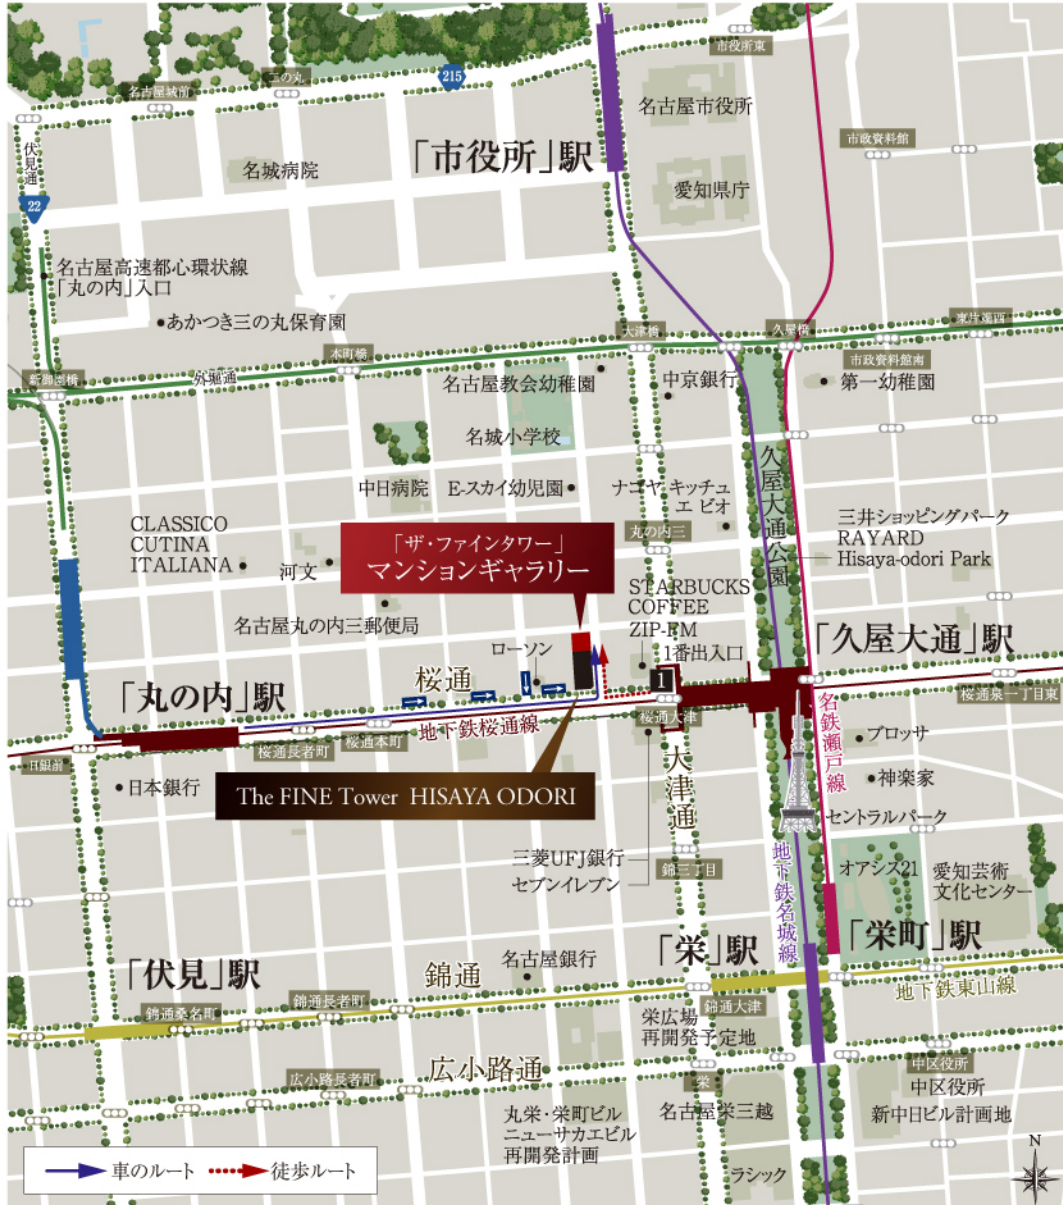 市役所東
二の丸
215
名古屋城前
伏見通
名古屋市役所
「市役所」駅
市政資料館
名城病院
愛知県庁
22
名古屋高速都心環状線
「丸の内」入口
あかつき三の丸保育園
大津橋
久屋橋
東片端西
本町橋
市政資料館南
新御園橋
外堀通
名古屋教会幼稚園
中京銀行
第一幼稚園
名城小学校
久屋大通公園
中日病院
E-スカイ幼児園
ナゴヤ キッチュ
エ ビオ
三井ショッピングパーク
RAYARD
Hisaya-odori Park
CLASSICO
CUTINA
ITALIANA
河文
「ザ・ファインタワー」
マンションギャラリー
丸の内三
STARBUCKS
COFFEE
ZIP-FM
1番出入口
名古屋丸の内三郵便局
ローソン
「久屋大通」駅
1
「丸の内」駅
桜通
地下鉄桜通線
桜通大津
桜通泉一丁目東
名鉄瀬戸線
日銀前
桜通長者町
桜通本町
日本銀行
大津通
ブロッサ
神楽家
The FINE Tower HISAYA ODORI
セントラルパーク
三菱UFJ銀行
セブンイレブン
錦三丁目
地下鉄名城線
オアシス21
愛知芸術
文化センター
「栄」駅
「栄町」駅
「伏見」駅
錦通
名古屋銀行
地下鉄東山線
錦通桑名町
錦通長者町
錦通大津
栄広場
再開発予定地
広小路通
広小路長者町
栄
中区役所
中区役所
丸栄・栄町ビル
ニューサカエビル
再開発計画
名古屋栄三越
新中日ビル計画地
ラシック
車のルート
徒歩ルート
N